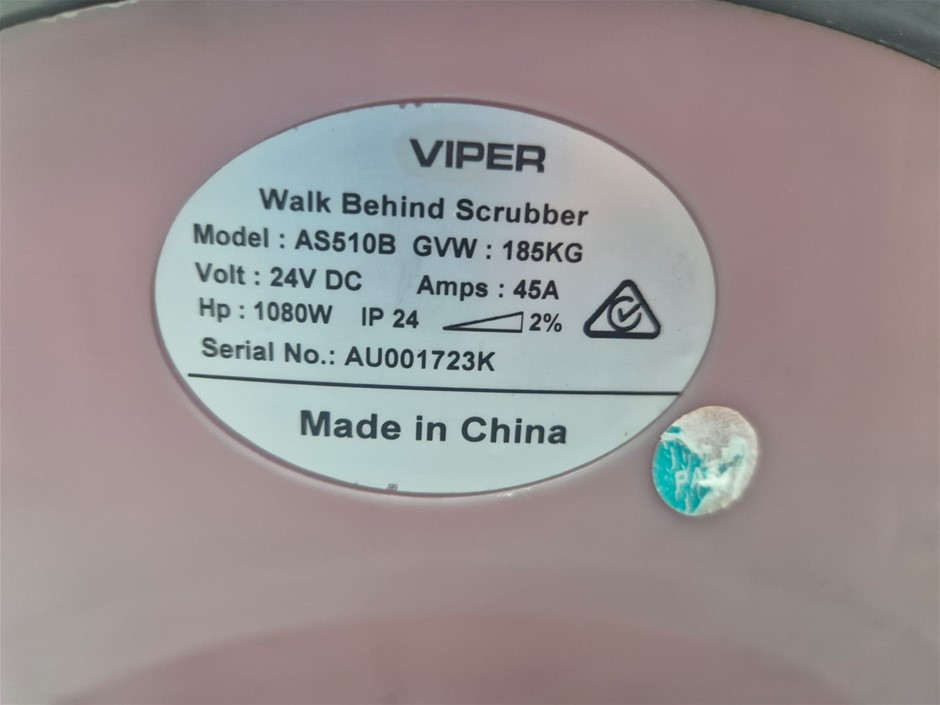 VIPER
Walk Behind Scrubber
Model : AS510B GVW : 185KG
Volt : 24V DC Amps : 45A
Hp : 1080W IP 24 2%
Serial No.: AU001723K
Made in China